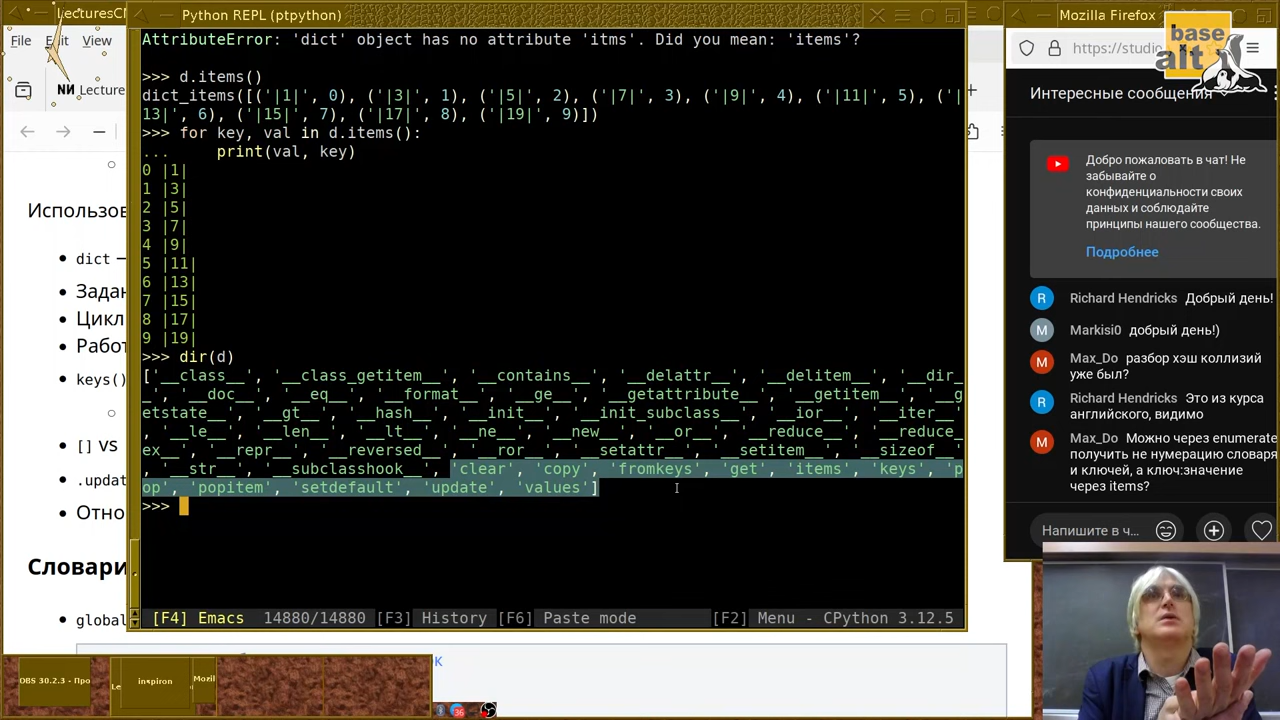 LecturesCM
File Edit View
NИ Lecture
Использов
dict —
Задан
Цикл
Работ
keys()
[] vs
.updat
Отно
Словари
global
К
Python REPL (ptpython)
AttributeError: 'dict' object has no attribute 'itms'. Did you mean: 'items'?
>>> d.items()
dict_items([('|1|', 0), ('|3|', 1), ('|5|', 2), ('|7|', 3), ('|9|', 4), ('|11|', 5), ('|
13|', 6), ('|15|', 7), ('|17|', 8), ('|19|', 9)])
>>> for key, val in d.items():
...     print(val, key)
0 |1|
1 |3|
2 |5|
3 |7|
4 |9|
5 |11|
6 |13|
7 |15|
8 |17|
9 |19|
>>> dir(d)
['__class__', '__class_getitem__', '__contains__', '__delattr__', '__delitem__', '__dir_
_', '__doc__', '__eq__', '__format__', '__ge__', '__getattribute__', '__getitem__', '__g
etstate__', '__gt__', '__hash__', '__init__', '__init_subclass__', '__ior__', '__iter__'
, '__le__', '__len__', '__lt__', '__ne__', '__new__', '__or__', '__reduce__', '__reduce_
ex__', '__repr__', '__reversed__', '__ror__', '__setattr__', '__setitem__', '__sizeof__'
, '__str__', '__subclasshook__', 'clear', 'copy', 'fromkeys', 'get', 'items', 'keys', 'p
op', 'popitem', 'setdefault', 'update', 'values']
>>>
[F4] Emacs 14880/14880 [F3] History [F6] Paste mode [F2] Menu - CPython 3.12.5
Mozilla Firefox
https://studio.
base
alt
Интересные сообщения
Добро пожаловать в чат! Не
забывайте о
конфиденциальности своих
данных и соблюдайте
принципы нашего сообщества.
Подробнее
R Richard Hendricks Добрый день!
Markisi0 добрый день!)
M Max_Do разбор хэш коллизий
уже был?
R Richard Hendricks Это из курса
английского, видимо
M Max_Do Можно через enumerate
получить не нумерацию словаря
и ключей, а ключ:значение
через items?
Напишите в ч...
DBS 30.2.3 - Про
Le
inspiron
Mozil
36